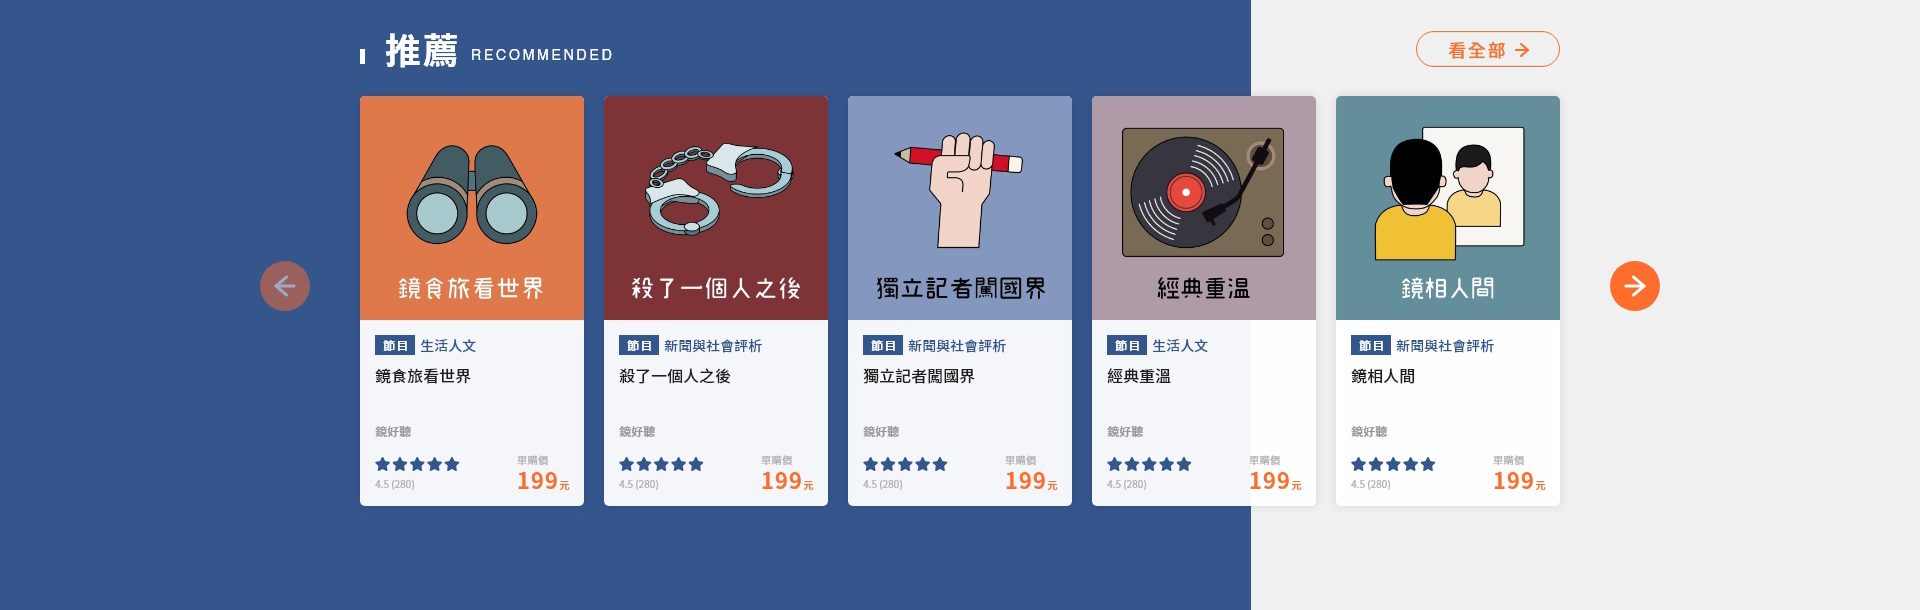 推薦 RECOMMENDED
看全部
鏡食旅看世界
節目 生活人文
鏡食旅看世界
鏡好聽
單購價
4.5 (280)
199元
殺了一個人之後
節目 新聞與社會評析
殺了一個人之後
鏡好聽
單購價
4.5 (280)
199元
獨立記者闖國界
節目 新聞與社會評析
獨立記者闖國界
鏡好聽
單購價
4.5 (280)
199元
經典重溫
節目 生活人文
經典重溫
鏡好聽
單購價
4.5 (280)
199元
鏡相人間
節目 新聞與社會評析
鏡相人間
鏡好聽
單購價
4.5 (280)
199元